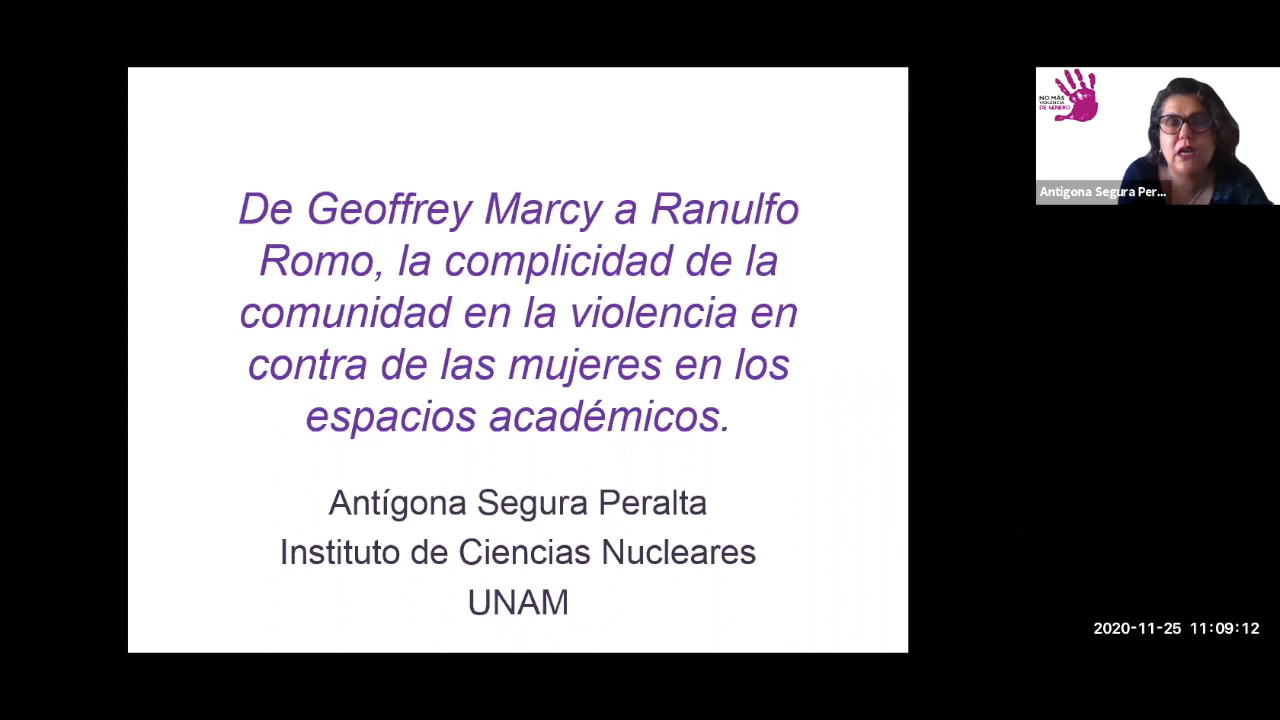 De Geoffrey Marcy a Ranulfo
Romo, la complicidad de la
comunidad en la violencia en
contra de las mujeres en los
espacios académicos.
Antígona Segura Peralta
Instituto de Ciencias Nucleares
UNAM
NO MÁS
VIOLENCIA
DE GÉNERO
Antígona Segura Per...
2020-11-25 11:09:12